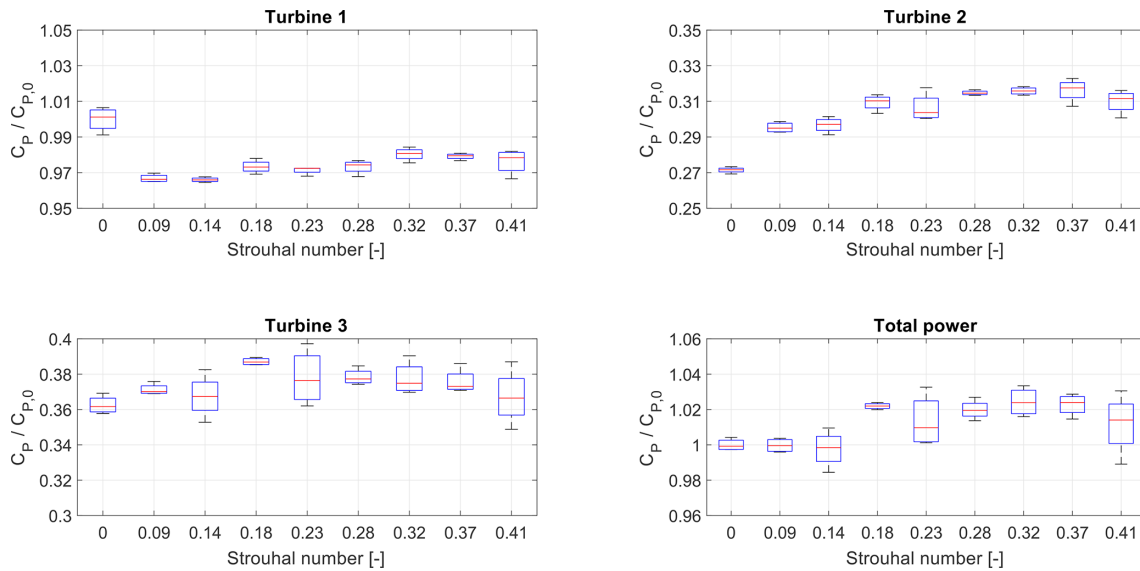 Turbine 1
C_P / C_P,0
1.05
1.03
1.01
0.99
0.97
0.95
0 0.09 0.14 0.18 0.23 0.28 0.32 0.37 0.41
Strouhal number [-]
Turbine 2
C_P / C_P,0
0.35
0.33
0.31
0.29
0.27
0.25
0 0.09 0.14 0.18 0.23 0.28 0.32 0.37 0.41
Strouhal number [-]
Turbine 3
C_P / C_P,0
0.4
0.38
0.36
0.34
0.32
0.3
0 0.09 0.14 0.18 0.23 0.28 0.32 0.37 0.41
Strouhal number [-]
Total power
C_P / C_P,0
1.06
1.04
1.02
1
0.98
0.96
0 0.09 0.14 0.18 0.23 0.28 0.32 0.37 0.41
Strouhal number [-]